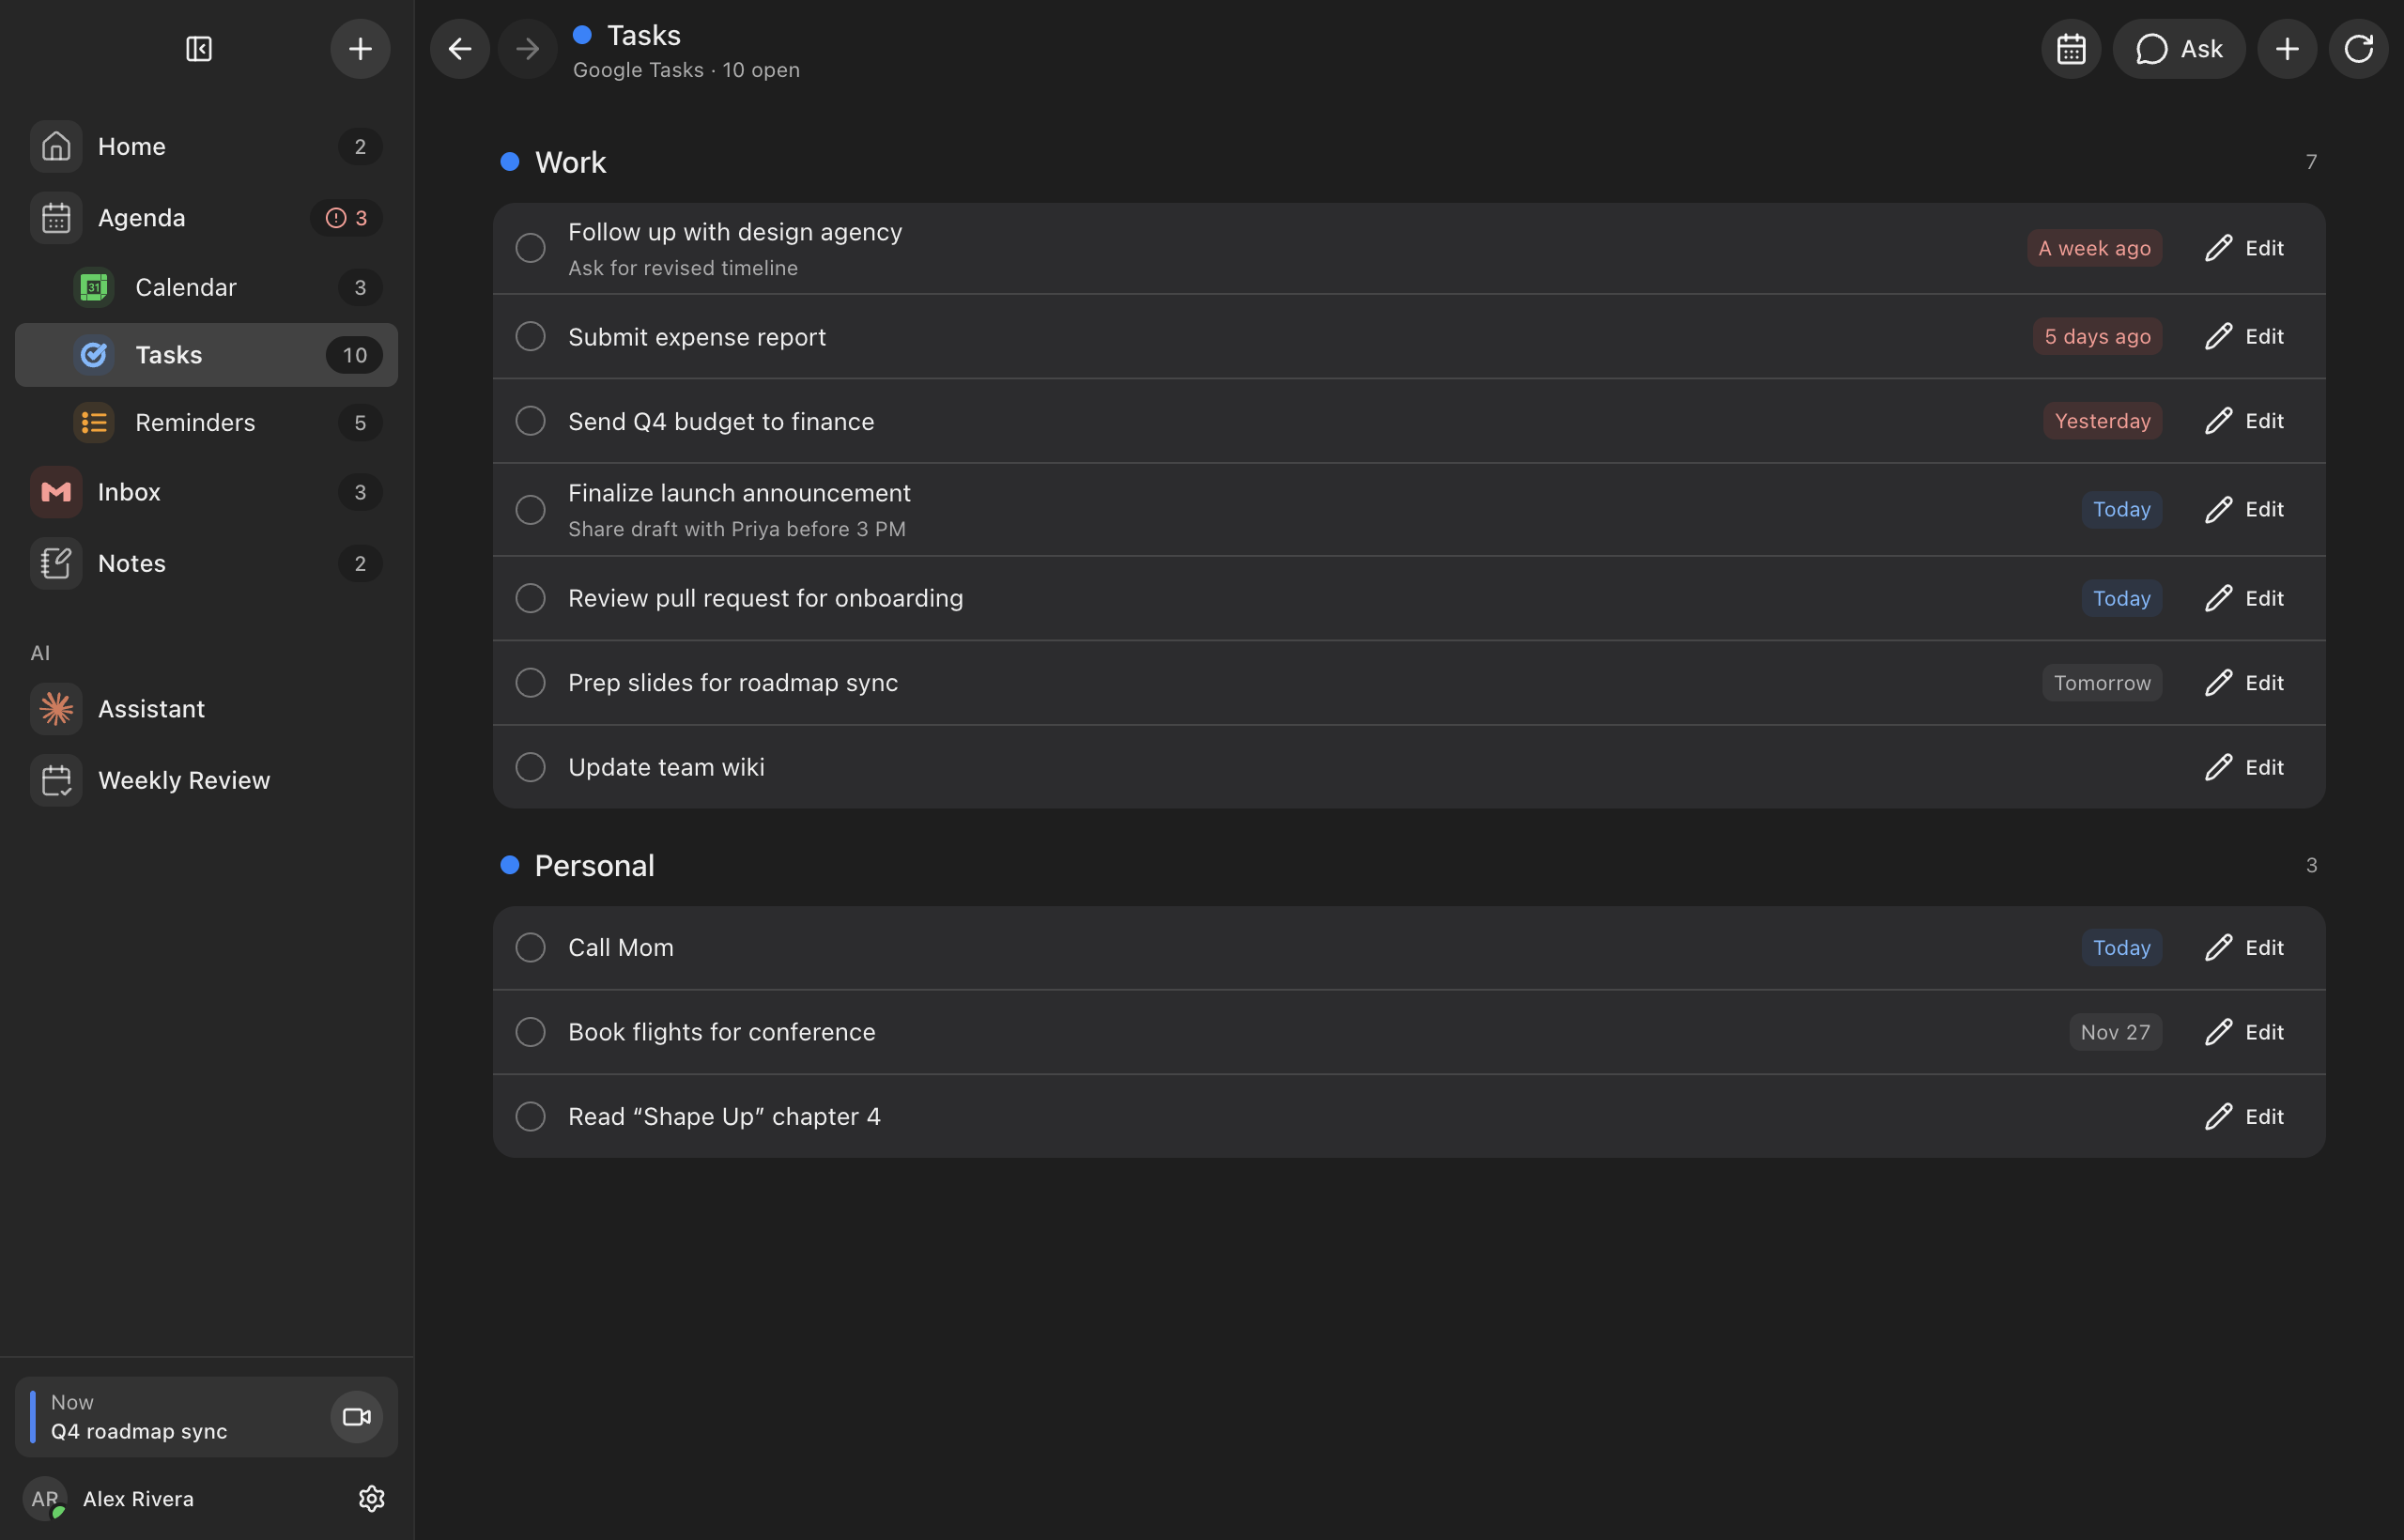 Home 2
Agenda 3
31 Calendar 3
Tasks 10
Reminders 5
Inbox 3
Notes 2
AI
Assistant
Weekly Review
Now
Q4 roadmap sync
AR Alex Rivera
Tasks
Google Tasks · 10 open
Ask
Work 7
Follow up with design agency
Ask for revised timeline
A week ago Edit
Submit expense report 5 days ago Edit
Send Q4 budget to finance Yesterday Edit
Finalize launch announcement
Share draft with Priya before 3 PM
Today Edit
Review pull request for onboarding Today Edit
Prep slides for roadmap sync Tomorrow Edit
Update team wiki Edit
Personal 3
Call Mom Today Edit
Book flights for conference Nov 27 Edit
Read “Shape Up” chapter 4 Edit